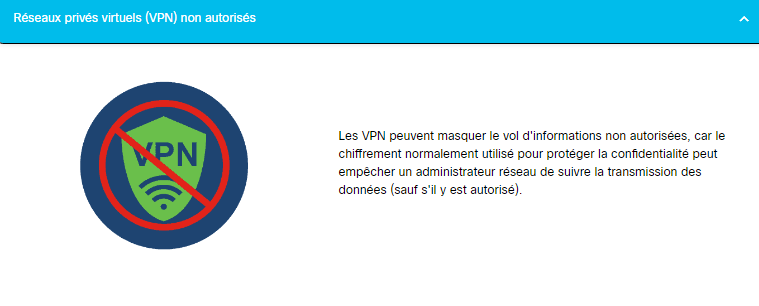 Réseaux privés virtuels (VPN) non autorisés
VPN
Les VPN peuvent masquer le vol d'informations non autorisées, car le
chiffrement normalement utilisé pour protéger la confidentialité peut
empêcher un administrateur réseau de suivre la transmission des
données (sauf s'il y est autorisé).